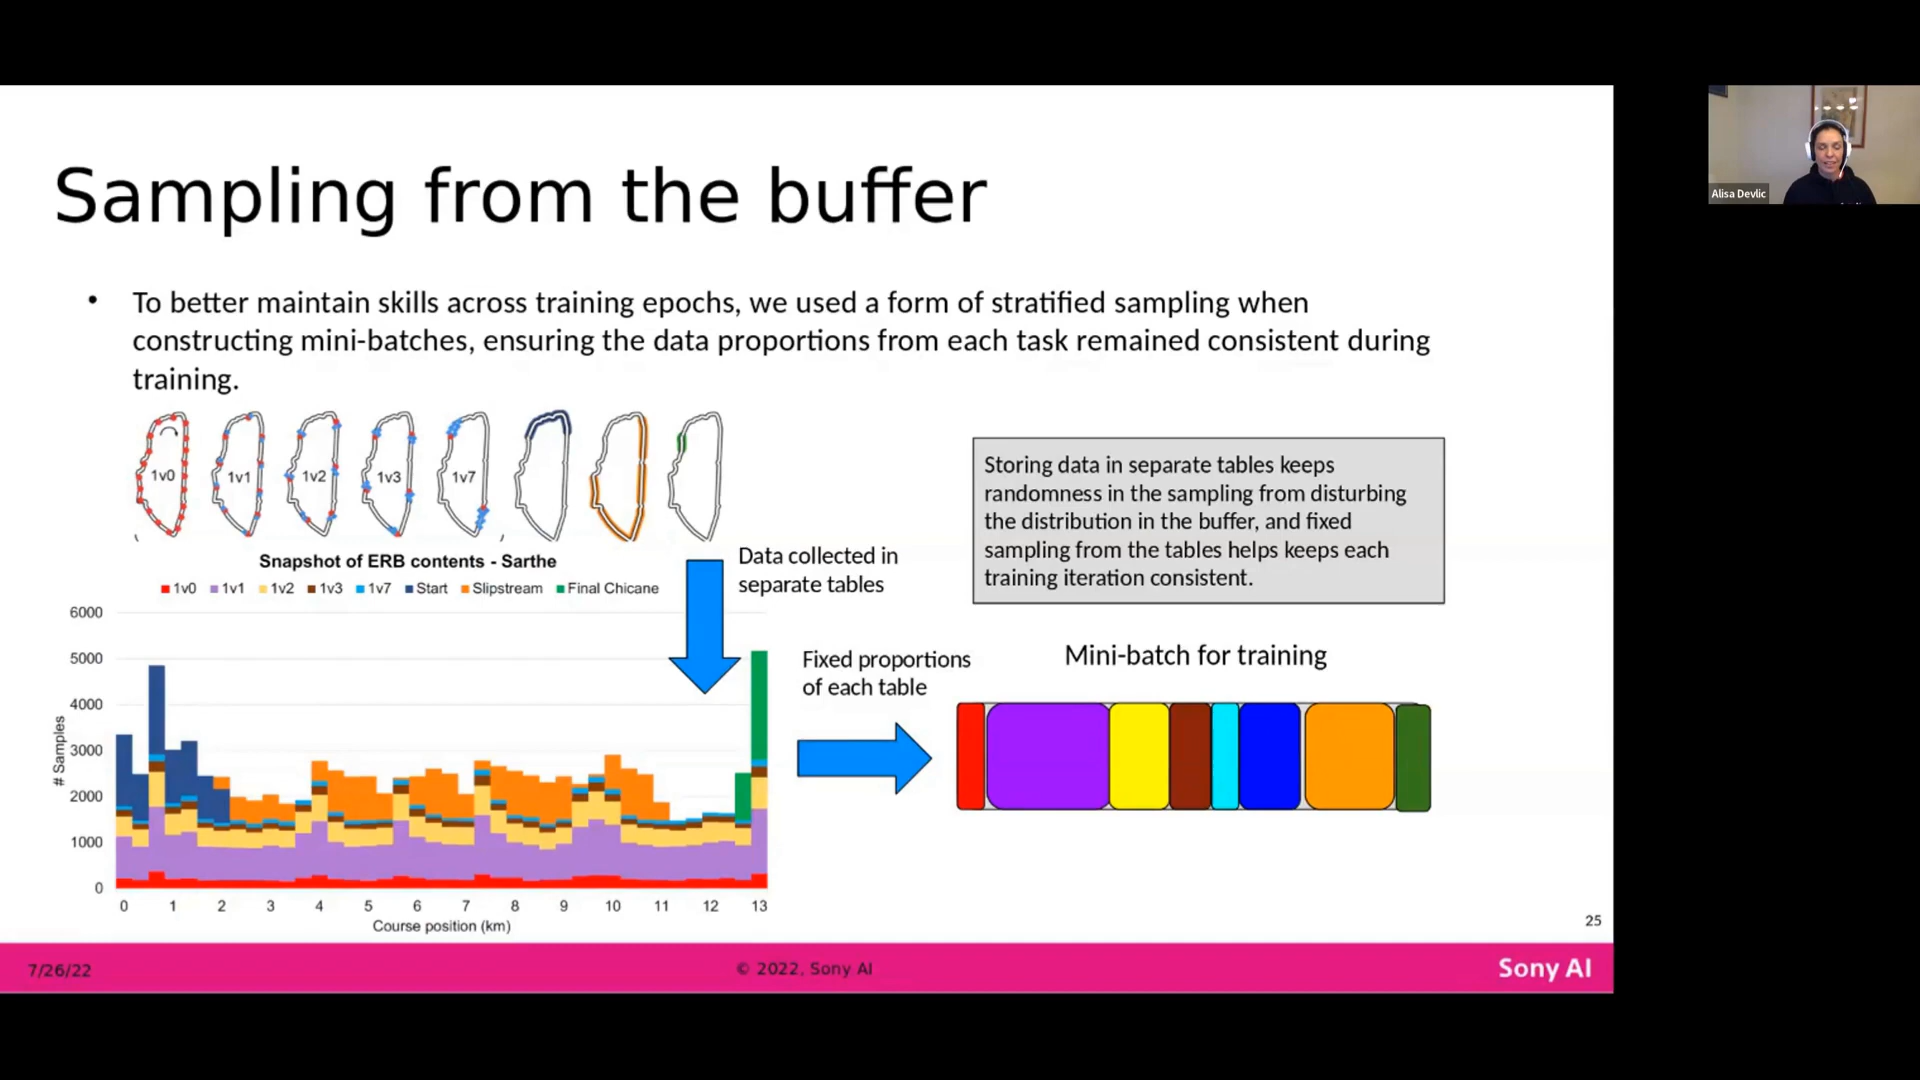 Alisa Devlic
Sampling from the buffer
• To better maintain skills across training epochs, we used a form of stratified sampling when
constructing mini-batches, ensuring the data proportions from each task remained consistent during
training.
1v0 1v1 1v2 1v3 1v7
Storing data in separate tables keeps
randomness in the sampling from disturbing
the distribution in the buffer, and fixed
sampling from the tables helps keeps each
training iteration consistent.
Data collected in
separate tables
Snapshot of ERB contents - Sarthe
1v0 1v1 1v2 1v3 1v7 Start Slipstream Final Chicane
6000
5000
4000
3000
2000
1000
0
# Samples
0 1 2 3 4 5 6 7 8 9 10 11 12 13
Course position (km)
Fixed proportions
of each table
Mini-batch for training
25
7/26/22
© 2022, Sony AI
Sony AI